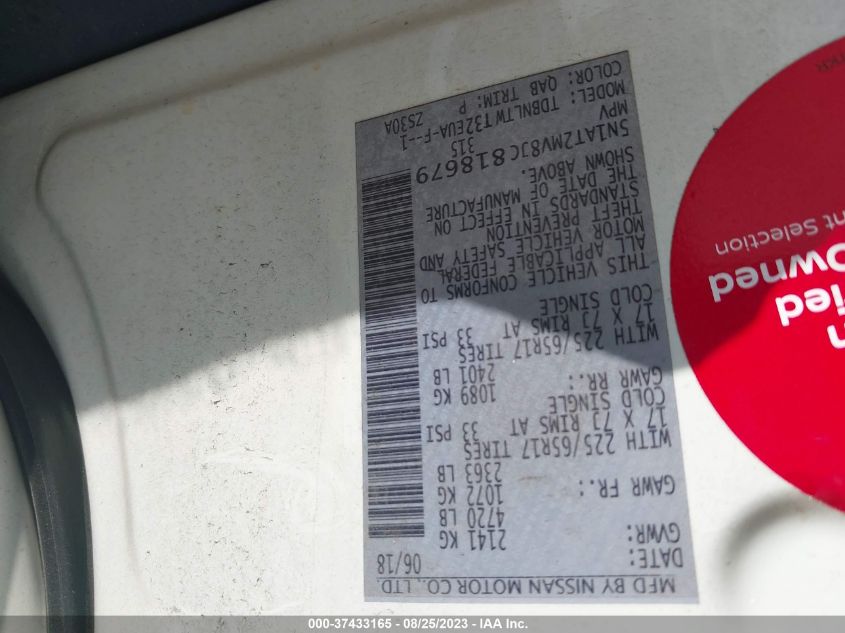 MFD BY NISSAN MOTOR CO., LTD.
DATE: 06/18
GVWR: 2141 KG
4720 LB
GAWR FR.: 1072 KG
2363 LB
WITH 225/65R17 TIRES
17 X 7J RIMS AT 33 PSI
COLD SINGLE
GAWR RR.: 1089 KG
2401 LB
WITH 225/65R17 TIRES
17 X 7J RIMS AT 33 PSI
COLD SINGLE
THIS VEHICLE CONFORMS TO
ALL APPLICABLE FEDERAL
MOTOR VEHICLE SAFETY AND
THEFT PREVENTION
STANDARDS IN EFFECT ON
THE DATE OF MANUFACTURE
SHOWN ABOVE.
5N1AT2MV8JC818679
MPV 315
MODEL: TDBNLTWT32EUA-F---1
COLOR: QAB TRIM: P ZS30A
Owned
nt Selection
000-37433165 - 08/25/2023 - IAA Inc.